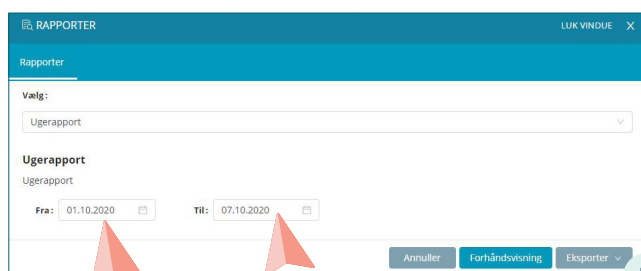 RAPPORTER LUK VINDUE X
Rapporter
Vælg:
Ugerapport
Ugerapport
Ugerapport
Fra: 01.10.2020 Til: 07.10.2020
Annuller Forhåndsvisning Eksporter